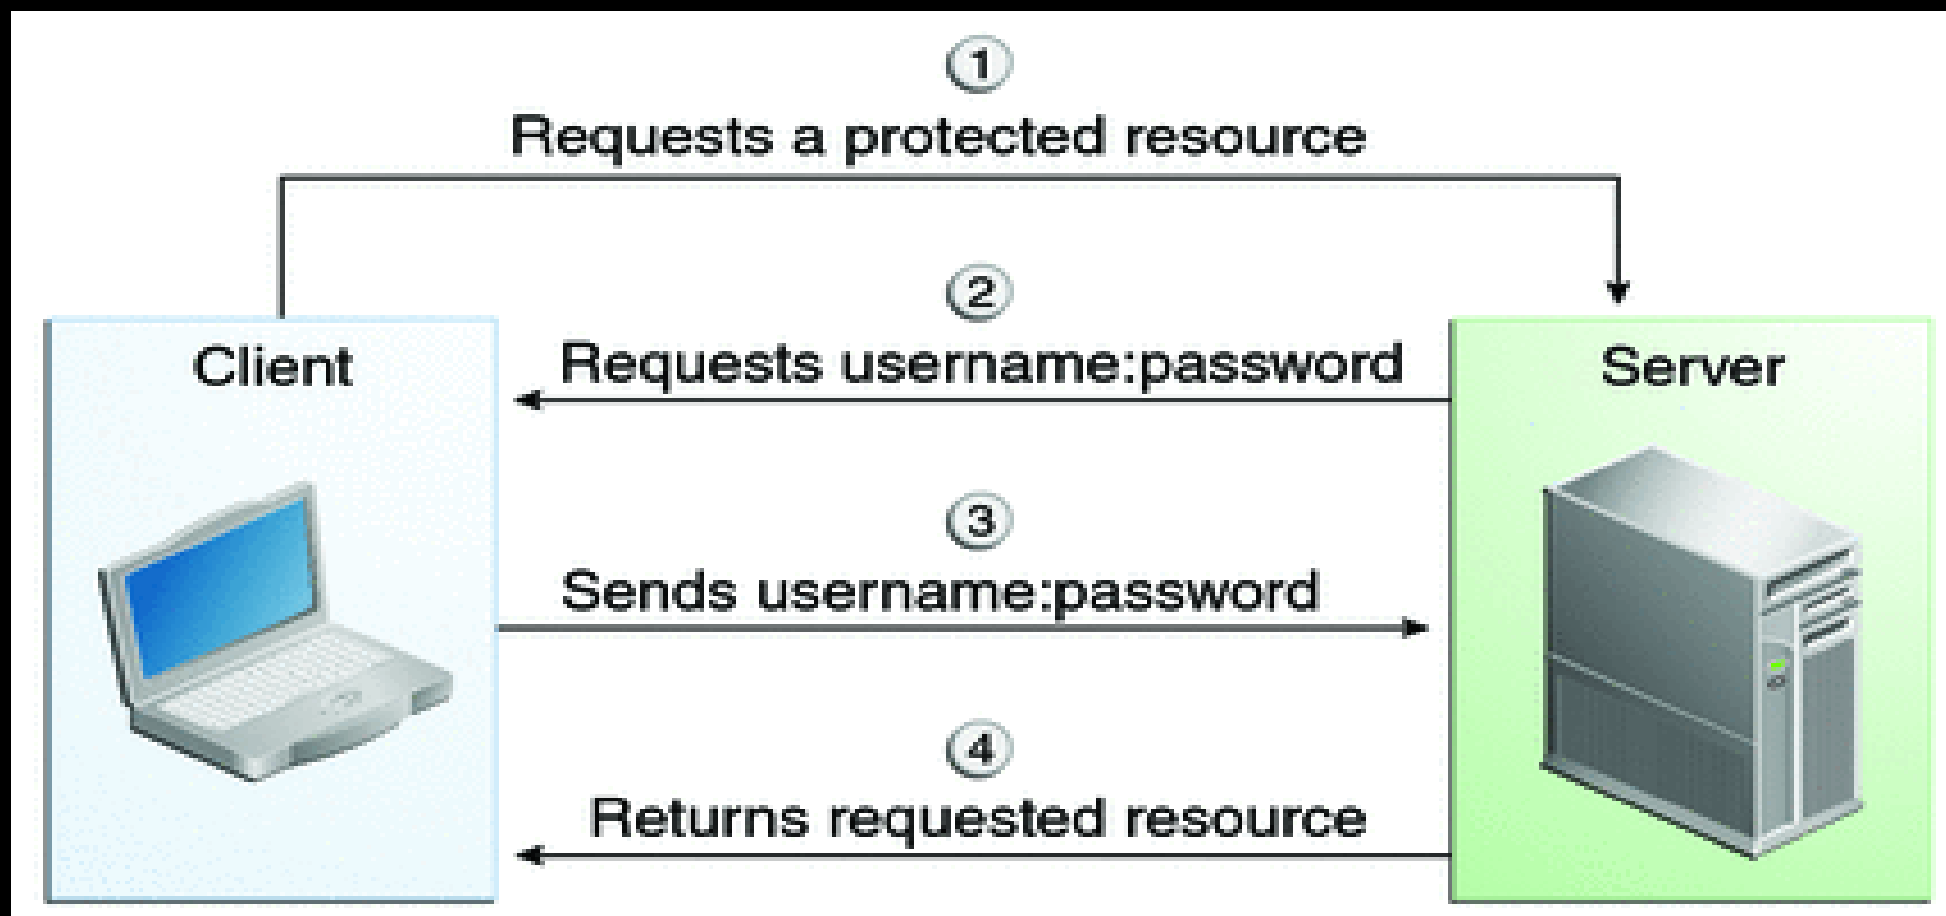 1
Requests a protected resource
2
Client
Requests username:password
Server
3
Sends username:password
4
Returns requested resource